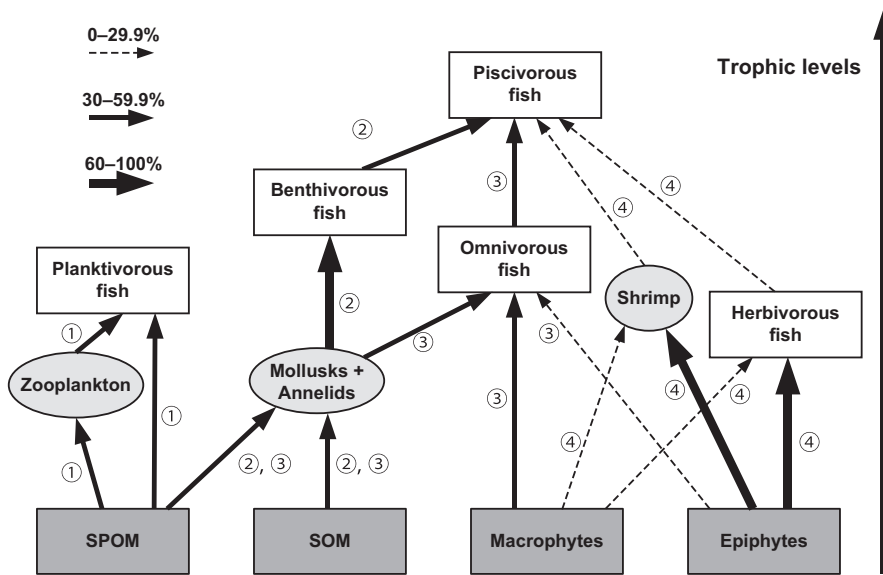 0–29.9%
30–59.9%
60–100%
Trophic levels
Piscivorous
fish
②
③
④
④
Benthivorous
fish
Omnivorous
fish
Planktivorous
fish
Shrimp
Herbivorous
fish
①
②
③
③
Zooplankton
Mollusks +
Annelids
①
③
④
④
④
④
①
②, ③
②, ③
SPOM
SOM
Macrophytes
Epiphytes